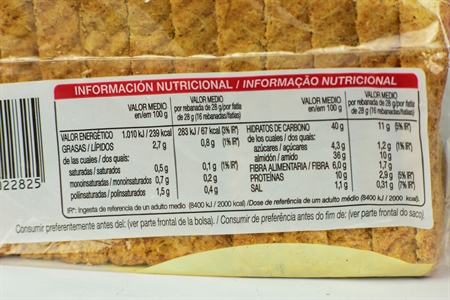 INFORMACIÓN NUTRICIONAL / INFORMAÇÃO NUTRICIONAL
VALOR MEDIO
en/em 100 g
VALOR MEDIO
por rebanada de 28 g/por fatia
de 28 g (16 rebanadas/fatias)
VALOR ENERGÉTICO 1.010 kJ / 239 kcal 283 kJ / 67 kcal (3% IR*)
GRASAS / LÍPIDOS 2,7 g 0,8 g (1% IR*)
de las cuales / dos quais:
saturadas / saturados 0,5 g 0,1 g (1% IR*)
monoinsaturadas / monoinsaturados 0,7 g 0,2 g
poliinsaturadas / polinsaturados 1,5 g 0,4 g
VALOR MEDIO
en/em 100 g
VALOR MEDIO
por rebanada de 28 g/por fatia
de 28 g (16 rebanadas/fatias)
HIDRATOS DE CARBONO 40 g 11 g (5% IR*)
de los cuales / dos quais:
azúcares / açúcares 4,3 g 1,2 g (1% IR*)
almidón / amido 36 g 10 g
FIBRA ALIMENTARIA / FIBRA 6,0 g 1,7 g
PROTEÍNAS 10 g 2,9 g (5% IR*)
SAL 1,1 g 0,31 g (7% IR*)
IR*: Ingesta de referencia de un adulto medio (8400 kJ / 2000 kcal). /Dose de referência de um adulto médio (8400 kJ / 2000 kcal).
Consumir preferentemente antes del: (ver parte frontal de la bolsa). / Consumir de preferência antes do fim de: (ver parte frontal do saco).
022825